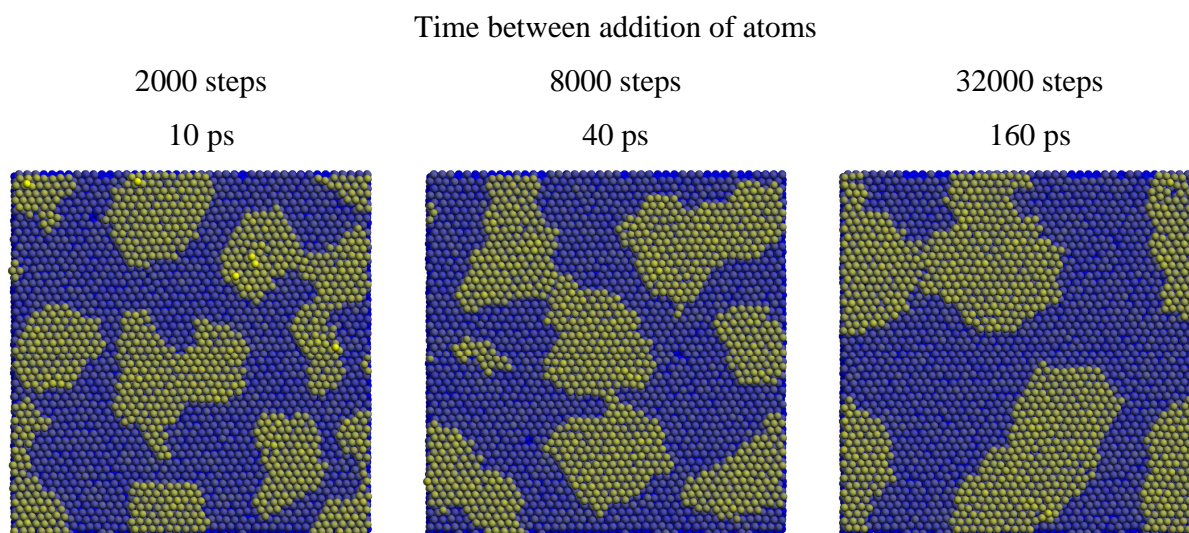 Time between addition of atoms
2000 steps 8000 steps 32000 steps
10 ps 40 ps 160 ps